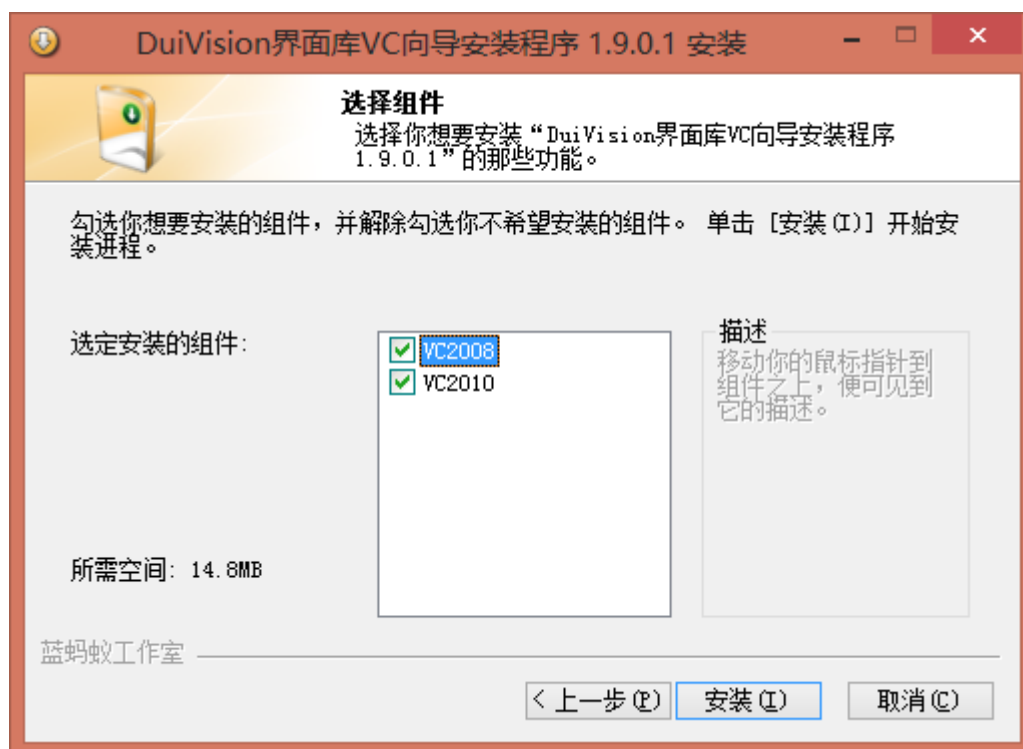 DuiVision界面库VC向导安装程序 1.9.0.1 安装
选择组件
选择你想要安装“DuiVision界面库VC向导安装程序
1.9.0.1”的那些功能。
勾选你想要安装的组件，并解除勾选你不希望安装的组件。 单击 [安装(I)] 开始安
装进程。
选定安装的组件:
VC2008
VC2010
描述
移动你的鼠标指针到
组件之上，便可见到
它的描述。
所需空间: 14.8MB
蓝蚂蚁工作室
< 上一步(P)
安装(I)
取消(C)